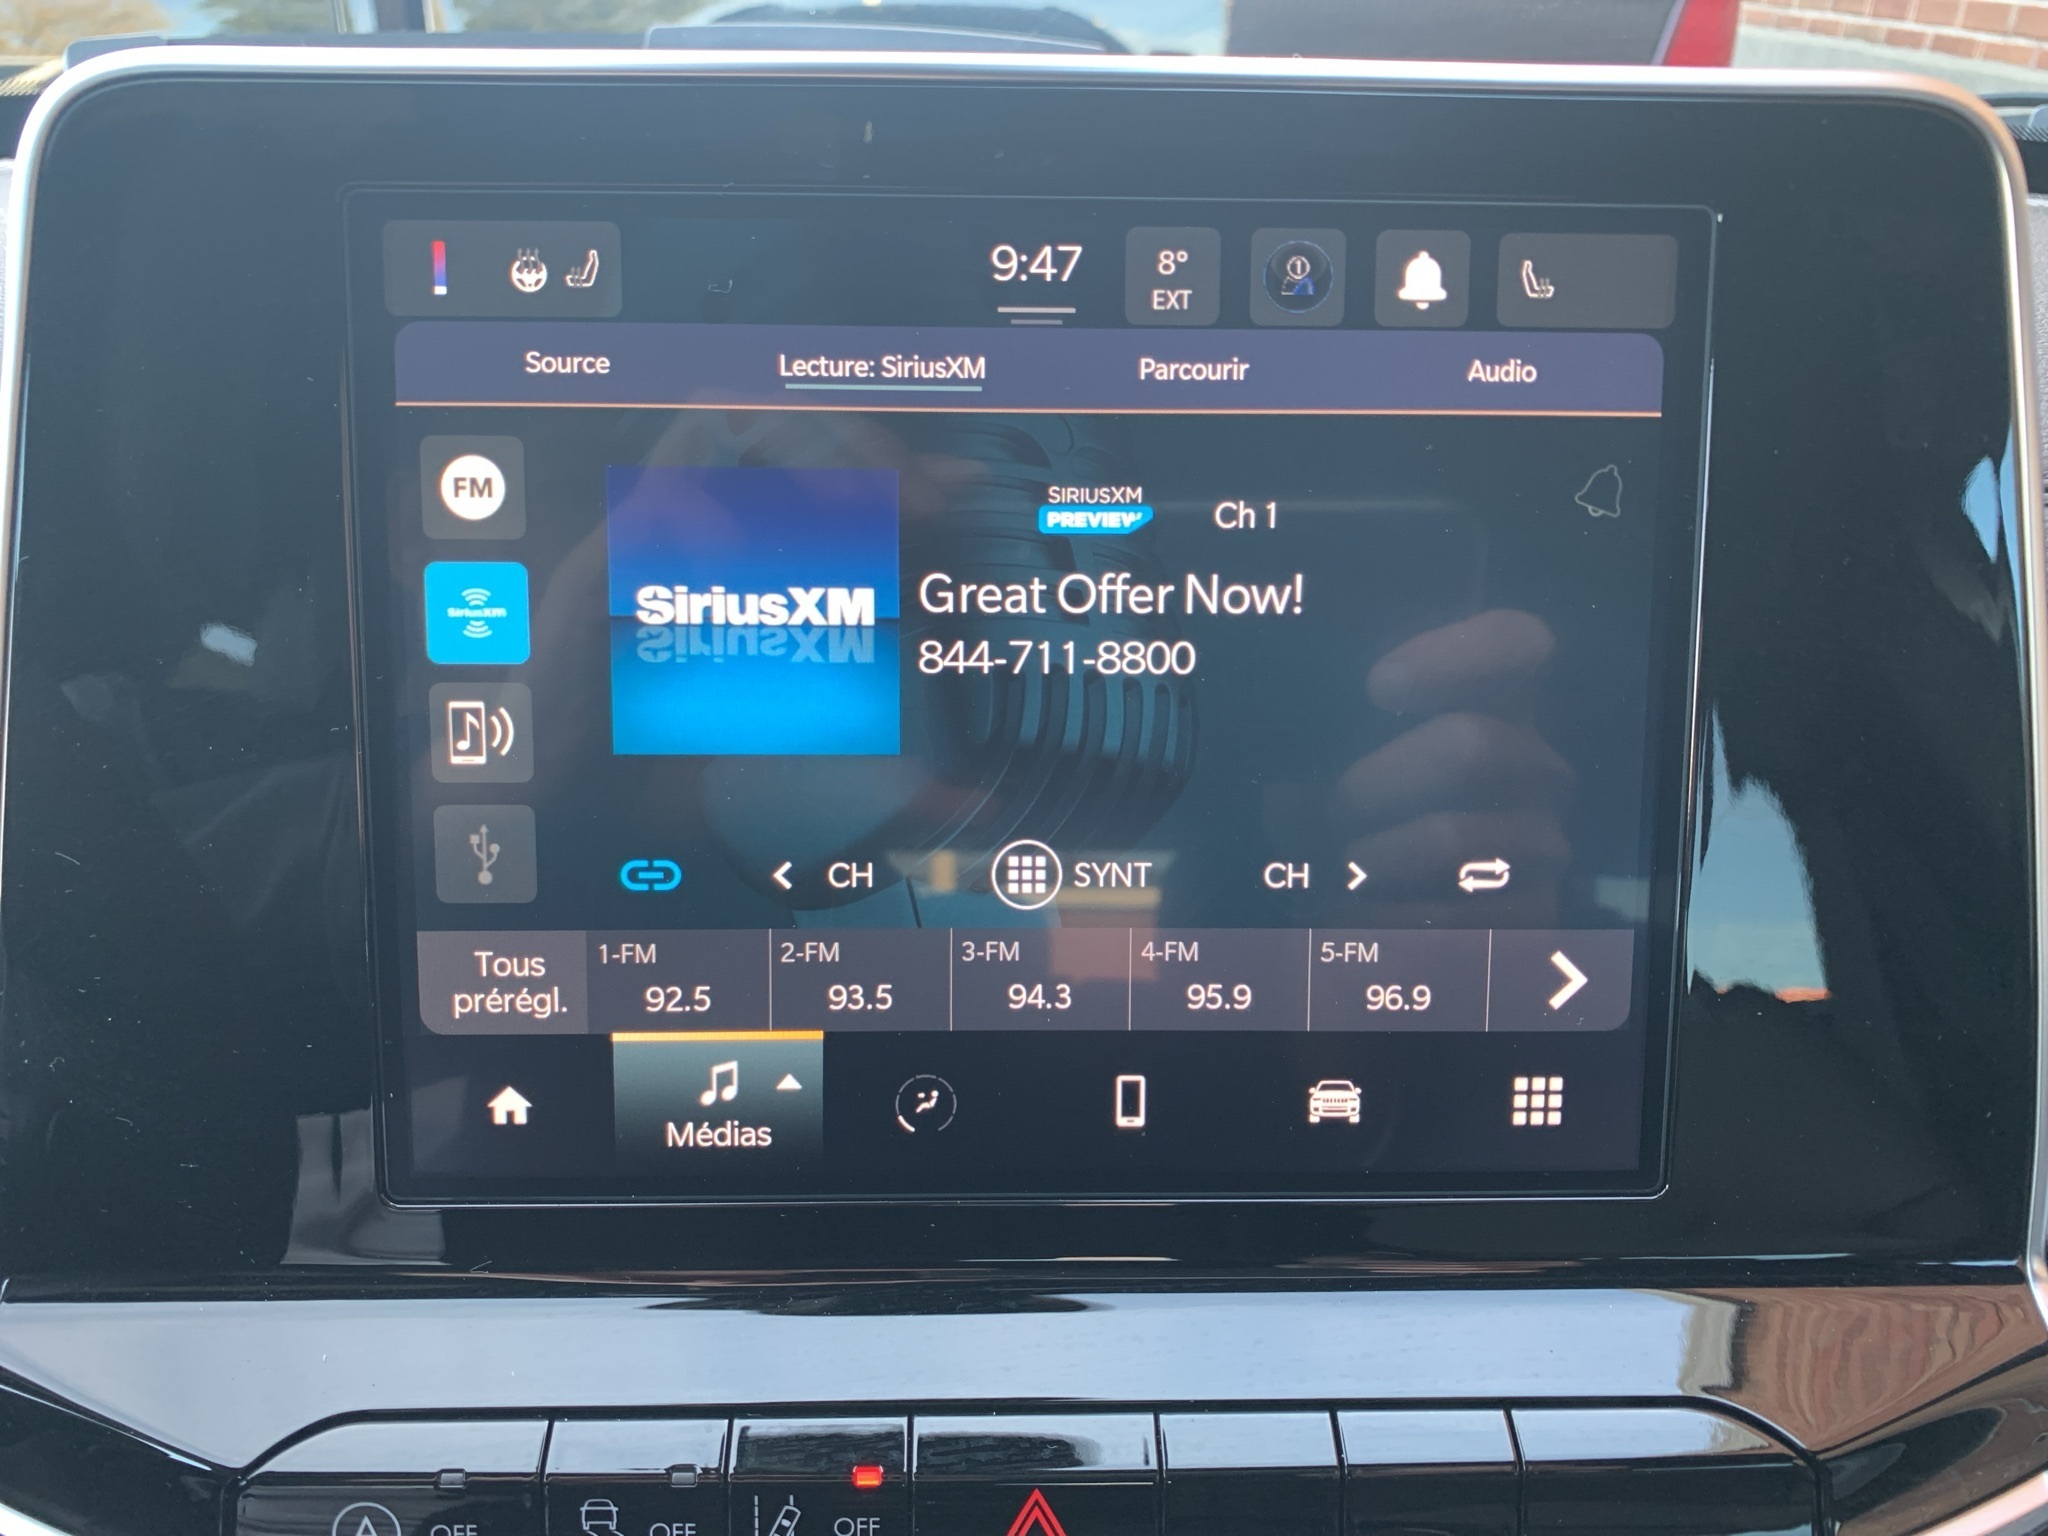 9:47
8°
EXT
1
Source
Lecture: SiriusXM
Parcourir
Audio
FM
SiriusXM
SiriusXM
SIRIUSXM
PREVIEW
Ch 1
Great Offer Now!
844-711-8800
CH
SYNT
CH
Tous
prérégl.
1-FM
92.5
2-FM
93.5
3-FM
94.3
4-FM
95.9
5-FM
96.9
Médias
OFF
OFF
OFF